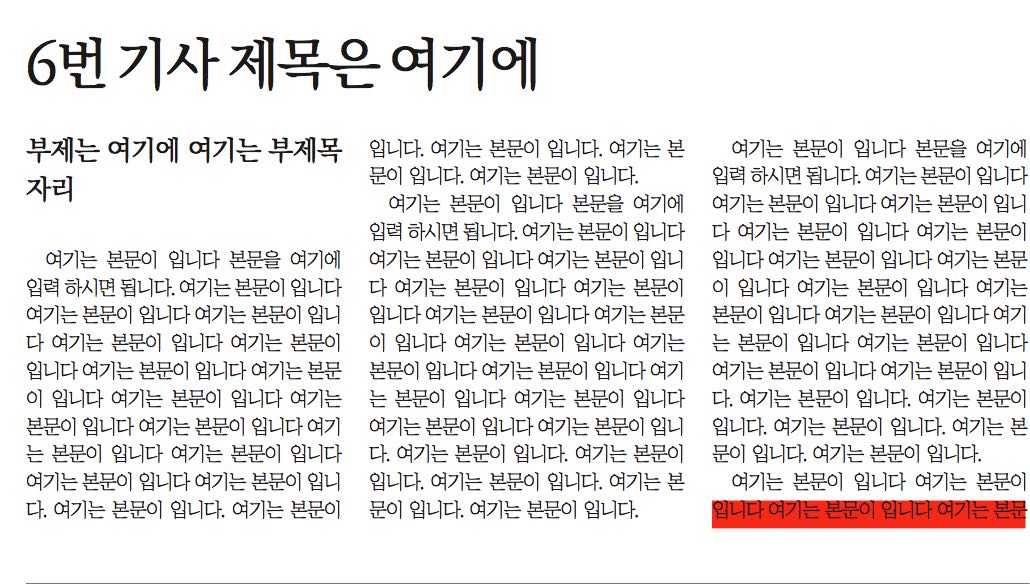 6번 기사 제목은 여기에
부제는 여기에 여기는 부제목
자리
여기는 본문이 입니다 본문을 여기에
입력 하시면 됩니다. 여기는 본문이 입니다
여기는 본문이 입니다 여기는 본문이 입니
다 여기는 본문이 입니다 여기는 본문이
입니다 여기는 본문이 입니다 여기는 본문
이 입니다 여기는 본문이 입니다 여기는
본문이 입니다 여기는 본문이 입니다 여기
는 본문이 입니다 여기는 본문이 입니다
여기는 본문이 입니다 여기는 본문이 입니
다. 여기는 본문이 입니다. 여기는 본문이
입니다. 여기는 본문이 입니다. 여기는 본
문이 입니다. 여기는 본문이 입니다.
여기는 본문이 입니다 본문을 여기에
입력 하시면 됩니다. 여기는 본문이 입니다
여기는 본문이 입니다 여기는 본문이 입니
다 여기는 본문이 입니다 여기는 본문이
입니다 여기는 본문이 입니다 여기는 본문
이 입니다 여기는 본문이 입니다 여기는
본문이 입니다 여기는 본문이 입니다 여기
는 본문이 입니다 여기는 본문이 입니다
여기는 본문이 입니다 여기는 본문이 입니
다. 여기는 본문이 입니다. 여기는 본문이
입니다. 여기는 본문이 입니다. 여기는 본
문이 입니다. 여기는 본문이 입니다.
여기는 본문이 입니다 본문을 여기에
입력 하시면 됩니다. 여기는 본문이 입니다
여기는 본문이 입니다 여기는 본문이 입니
다 여기는 본문이 입니다 여기는 본문이
입니다 여기는 본문이 입니다 여기는 본문
이 입니다 여기는 본문이 입니다 여기는
본문이 입니다 여기는 본문이 입니다 여기
는 본문이 입니다 여기는 본문이 입니다
여기는 본문이 입니다 여기는 본문이 입니
다. 여기는 본문이 입니다. 여기는 본문이
입니다. 여기는 본문이 입니다. 여기는 본
문이 입니다. 여기는 본문이 입니다.
여기는 본문이 입니다 여기는 본문이
입니다 여기는 본문이 입니다 여기는 본문